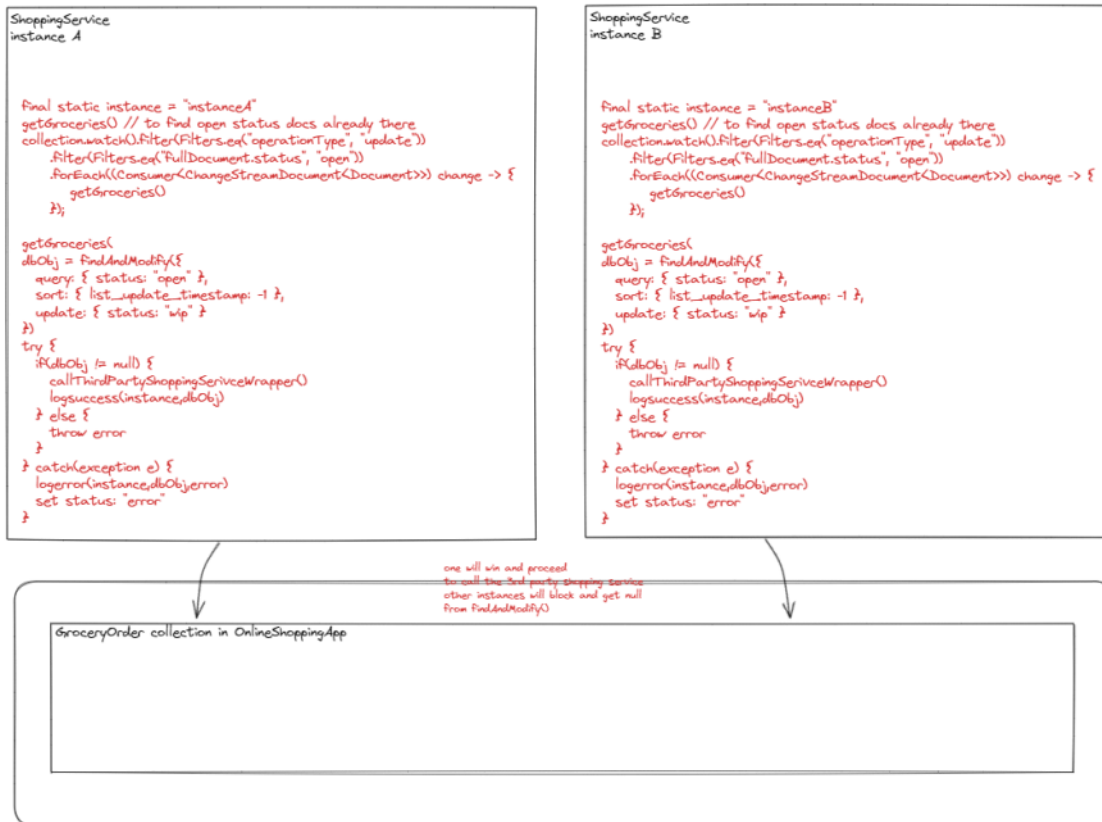 ShoppingService
instance A
final static instance = "instanceA"
getGroceries() // to find open status docs already there
collection.watch().filter(Filters.eq("operationType", "update"))
.filter(Filters.eq("fullDocument.status", "open"))
.forEach((Consumer<ChangeStreamDocument<Document>>) change -> {
getGroceries()
});
getGroceries(
dbObj = findAndModify({
query: { status: "open" },
sort: { list_update_timestamp: -1 },
update: { status: "wip" }
})
try {
if(dbObj != null) {
callThirdPartyShoppingSerivceWrapper()
logsuccess(instance,dbObj)
} else {
throw error
}
} catch(exception e) {
logerror(instance,dbObj,error)
set status: "error"
}
ShoppingService
instance B
final static instance = "instanceB"
getGroceries() // to find open status docs already there
collection.watch().filter(Filters.eq("operationType", "update"))
.filter(Filters.eq("fullDocument.status", "open"))
.forEach((Consumer<ChangeStreamDocument<Document>>) change -> {
getGroceries()
});
getGroceries(
dbObj = findAndModify({
query: { status: "open" },
sort: { list_update_timestamp: -1 },
update: { status: "wip" }
})
try {
if(dbObj != null) {
callThirdPartyShoppingSerivceWrapper()
logsuccess(instance,dbObj)
} else {
throw error
}
} catch(exception e) {
logerror(instance,dbObj,error)
set status: "error"
}
one will win and proceed
to call the 3rd party shopping service
other instances will block and get null
from findAndModify()
GroceryOrder collection in OnlineShoppingApp